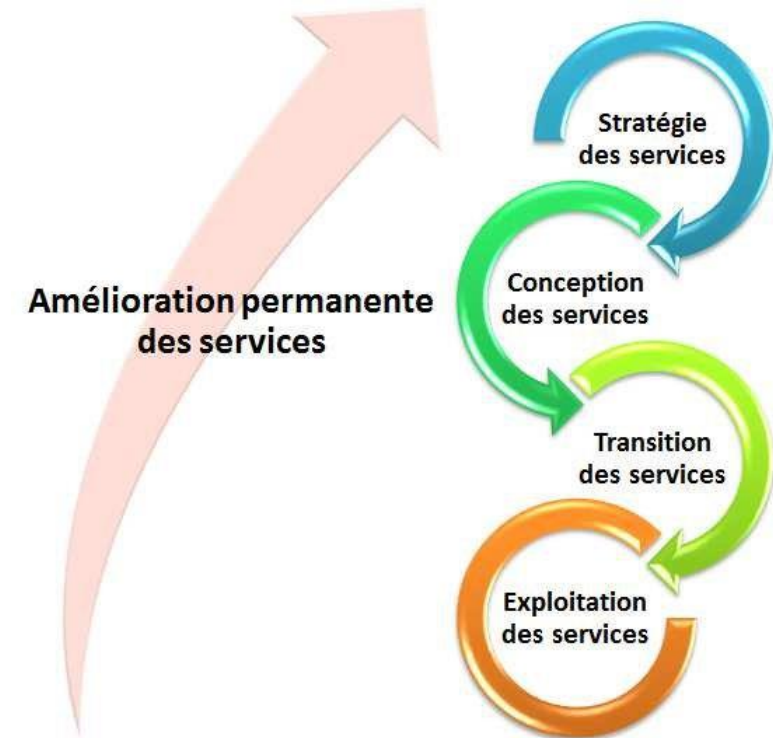 Stratégie
des services
Conception
des services
Amélioration permanente
des services
Transition
des services
Exploitation
des services